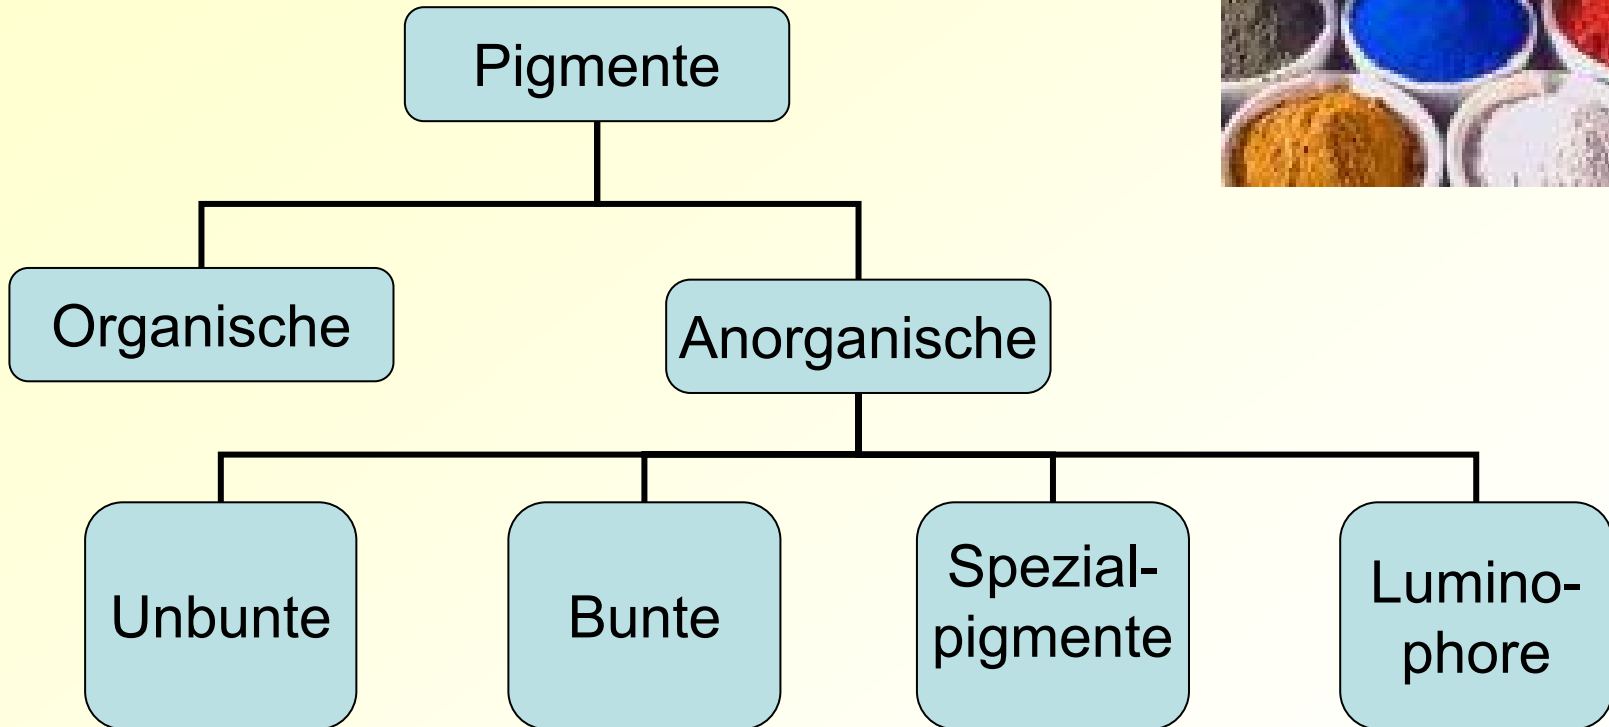 Pigmente
Organische
Anorganische
Unbunte
Bunte
Spezial-
pigmente
Lumino-
phore